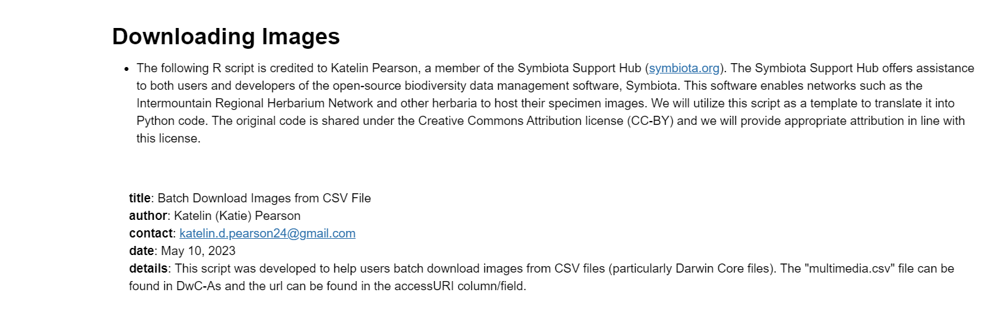 Downloading Images
• The following R script is credited to Katelin Pearson, a member of the Symbiota Support Hub (symbiota.org). The Symbiota Support Hub offers assistance
to both users and developers of the open-source biodiversity data management software, Symbiota. This software enables networks such as the
Intermountain Regional Herbarium Network and other herbaria to host their specimen images. We will utilize this script as a template to translate it into
Python code. The original code is shared under the Creative Commons Attribution license (CC-BY) and we will provide appropriate attribution in line with
this license.
title: Batch Download Images from CSV File
author: Katelin (Katie) Pearson
contact: katelin.d.pearson24@gmail.com
date: May 10, 2023
details: This script was developed to help users batch download images from CSV files (particularly Darwin Core files). The "multimedia.csv" file can be
found in DwC-As and the url can be found in the accessURI column/field.